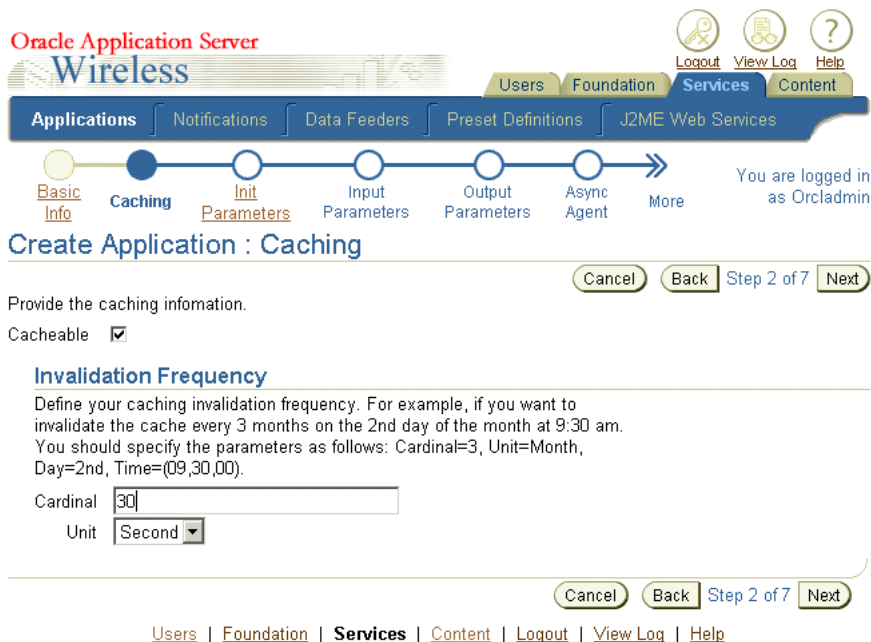 Oracle Application Server
Wireless
Logout View Log Help
Users Foundation Services Content
Applications Notifications Data Feeders Preset Definitions J2ME Web Services
Basic Info
Caching
Init Parameters
Input Parameters
Output Parameters
Async Agent
More
You are logged in as Orcladmin
Create Application : Caching
Cancel Back Step 2 of 7 Next
Provide the caching infomation.
Cacheable
Invalidation Frequency
Define your caching invalidation frequency. For example, if you want to
invalidate the cache every 3 months on the 2nd day of the month at 9:30 am.
You should specify the parameters as follows: Cardinal=3, Unit=Month,
Day=2nd, Time=(09,30,00).
Cardinal 30
Unit Second
Cancel Back Step 2 of 7 Next
Users | Foundation | Services | Content | Logout | View Log | Help